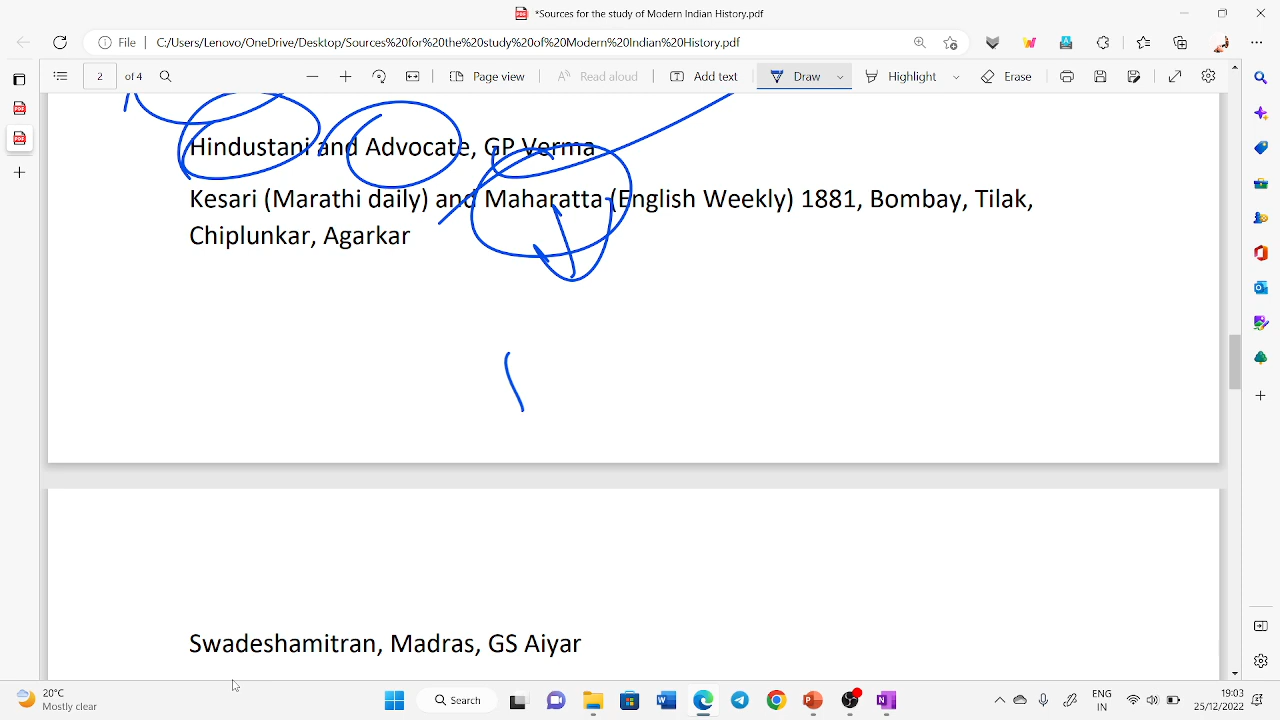 *Sources for the study of Modern Indian History.pdf
File C:/Users/Lenovo/OneDrive/Desktop/Sources%20for%20the%20study%20of%20Modern%20Indian%20History.pdf
2 of 4 Page view Read aloud Add text Draw Highlight Erase
Hindustani and Advocate, GP Verma
Kesari (Marathi daily) and Maharatta (English Weekly) 1881, Bombay, Tilak,
Chiplunkar, Agarkar
Swadeshamitran, Madras, GS Aiyar
20°C
Mostly clear
Search
ENG
IN
19:03
25/12/2022